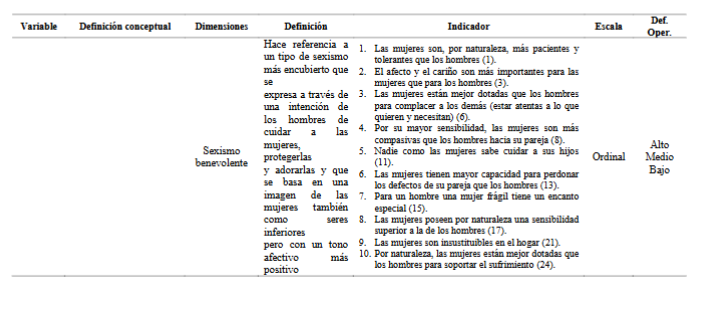 Variable Definición conceptual Dimensiones Definición Indicador Escala Def. Oper.
Sexismo
benevolente
Hace referencia a
un tipo de sexismo
más encubierto que
se
expresa a través de
una intención de
los hombres de
cuidar a las
mujeres,
protegerlas
y adorarlas y que
se basa en una
imagen de las
mujeres también
como seres
inferiores
pero con un tono
afectivo más
positivo
1. Las mujeres son, por naturaleza, más pacientes y
tolerantes que los hombres (1).
2. El afecto y el cariño son más importantes para las
mujeres que para los hombres (3).
3. Las mujeres están mejor dotadas que los hombres
para complacer a los demás (estar atentas a lo que
quieren y necesitan) (6).
4. Por su mayor sensibilidad, las mujeres son más
compasivas que los hombres hacia su pareja (8).
5. Nadie como las mujeres sabe cuidar a sus hijos
(11).
6. Las mujeres tienen mayor capacidad para perdonar
los defectos de su pareja que los hombres (13).
7. Para un hombre una mujer frágil tiene un encanto
especial (15).
8. Las mujeres poseen por naturaleza una sensibilidad
superior a la de los hombres (17).
9. Las mujeres son insustituibles en el hogar (21).
10. Por naturaleza, las mujeres están mejor dotadas que
los hombres para soportar el sufrimiento (24).
Ordinal
Alto
Medio
Bajo